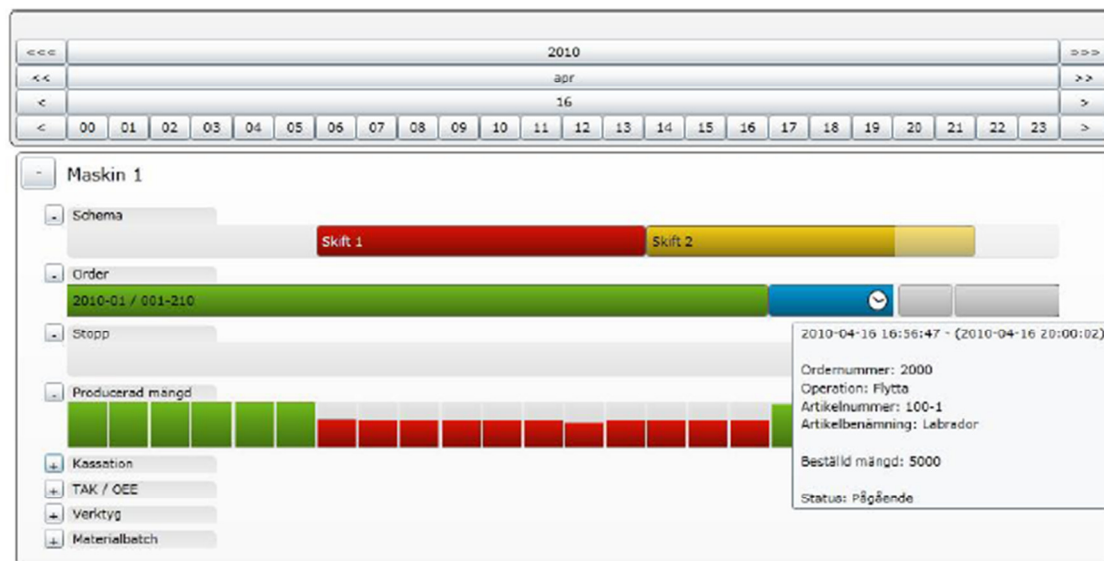 <<< 2010 >>>
<< apr >>
< 16 >
< 00 01 02 03 04 05 06 07 08 09 10 11 12 13 14 15 16 17 18 19 20 21 22 23 >
- Maskin 1
- Schema
Skift 1 Skift 2
- Order
2010-01 / 001-210
- Stopp
2010-04-16 16:56:47 - (2010-04-16 20:00:02)
Ordernummer: 2000
Operation: Flytta
Artikelnummer: 100-1
Artikelbenämning: Labrador
Beställd mängd: 5000
Status: Pågående
- Producerad mängd
+ Kassation
+ TAK / OEE
+ Verktyg
+ Materialbatch